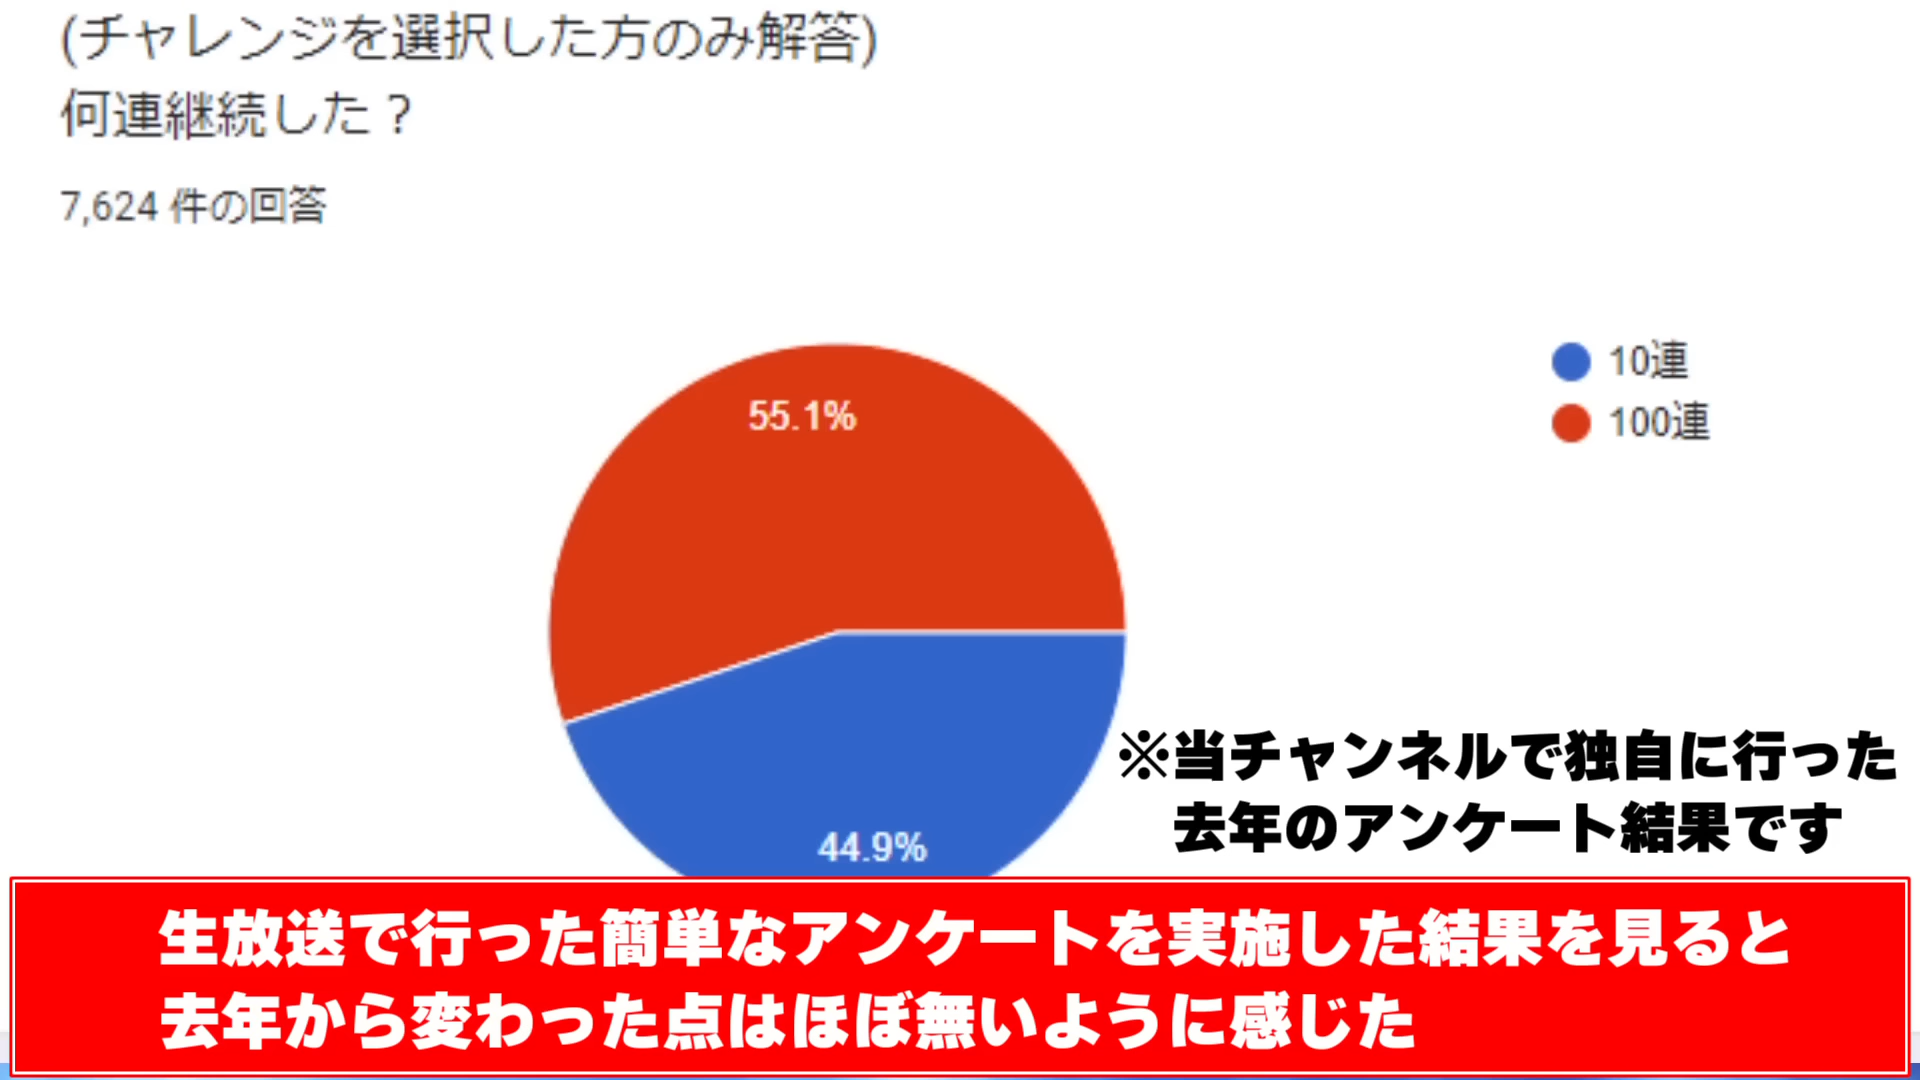 (チャレンジを選択した方のみ解答)
何連継続した？
7,624 件の回答
55.1%
10連
100連
44.9%
※当チャンネルで独自に行った
去年のアンケート結果です
生放送で行った簡単なアンケートを実施した結果を見ると
去年から変わった点はほぼ無いように感じた